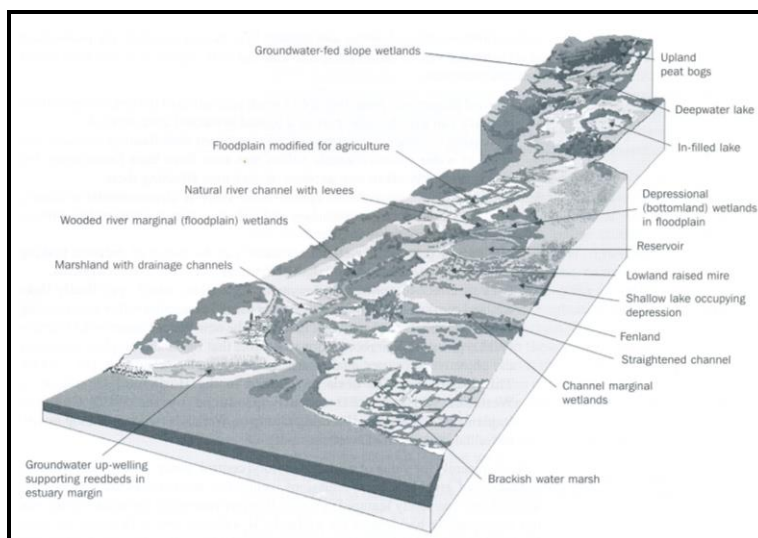 Groundwater-fed slope wetlands
Upland
peat bogs
Deepwater lake
In-filled lake
Floodplain modified for agriculture
Natural river channel with levees
Wooded river marginal (floodplain) wetlands
Marshland with drainage channels
Depressional
(bottomland) wetlands
in floodplain
Reservoir
Lowland raised mire
Shallow lake occupying
depression
Fenland
Straightened channel
Channel marginal
wetlands
Brackish water marsh
Groundwater up-welling
supporting reedbeds in
estuary margin